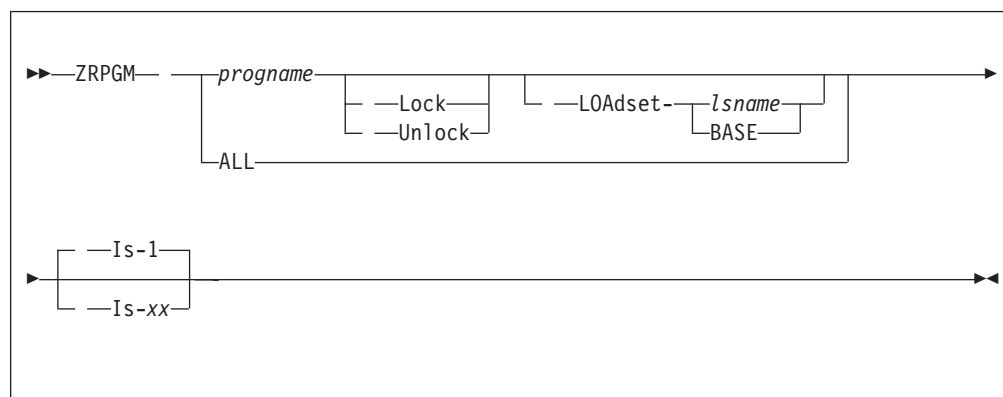 ZRPGM progname
Lock
Unlock
LOAdset- lsname
BASE
ALL
Is-1
Is-xx